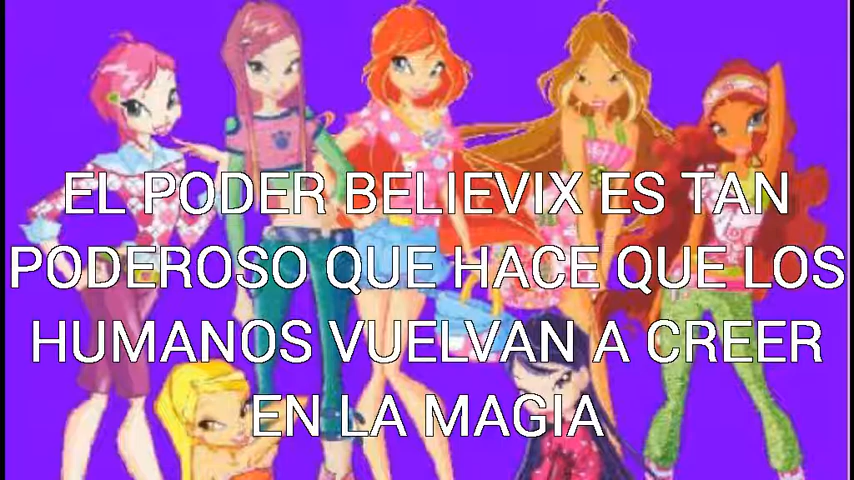 EL PODER BELIEVIX ES TAN
PODEROSO QUE HACE QUE LOS
HUMANOS VUELVAN A CREER
EN LA MAGIA